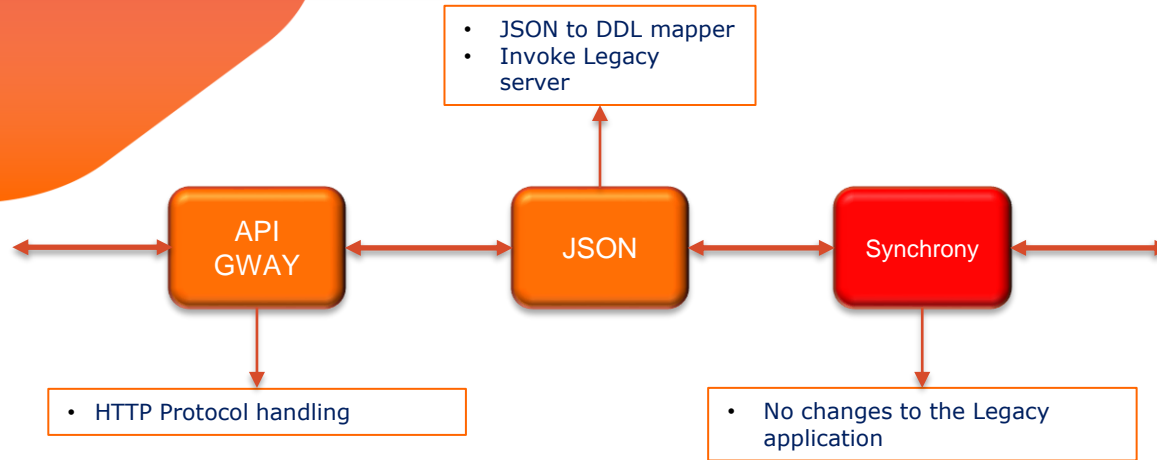 • JSON to DDL mapper
• Invoke Legacy
server
API
GWAY
JSON
Synchrony
• HTTP Protocol handling
• No changes to the Legacy
application